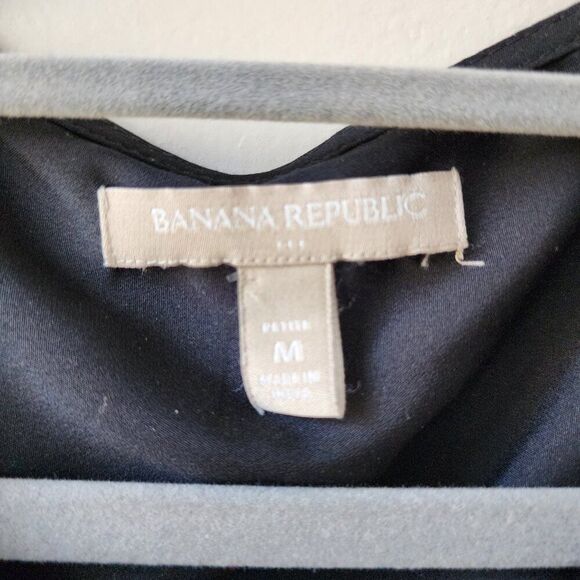 BANANA REPUBLIC
PETITE
M
MADE IN
INDIA